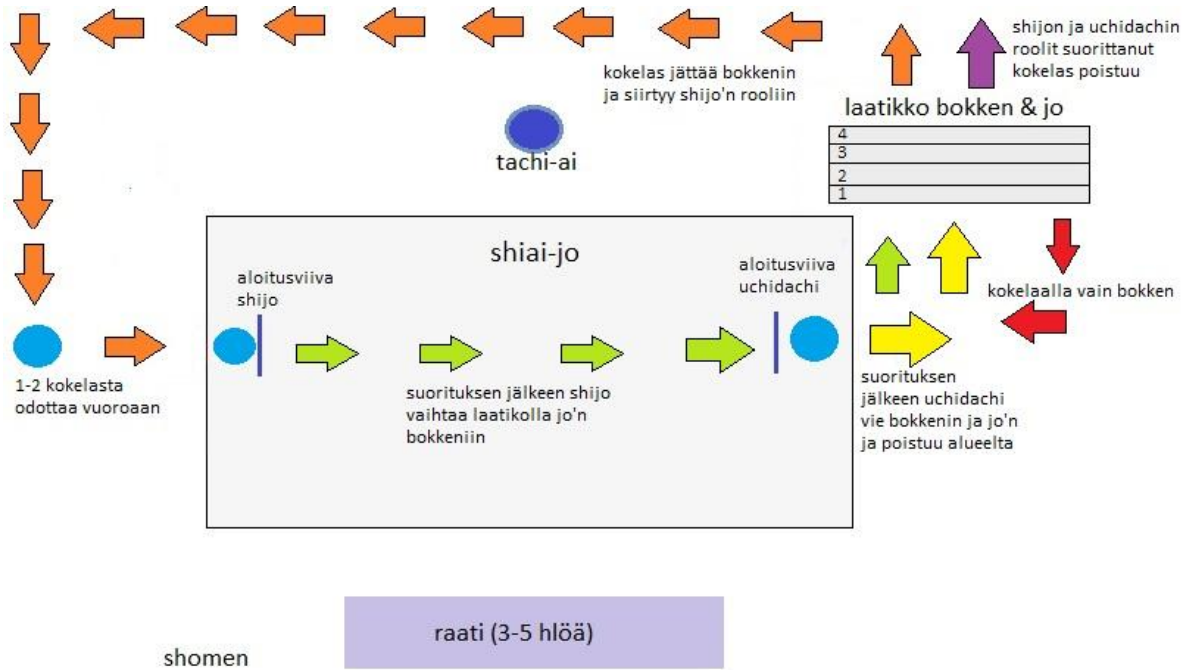 shijon ja uchidachin
roolit suorittanut
kokelas poistuu
kokelas jättää bokkenin
ja siirtyy shijo'n rooliin
laatikko bokken & jo
4
3
2
1
tachi-ai
shiai-jo
aloitusviiva
shijo
aloitusviiva
uchidachi
kokelaalla vain bokken
1-2 kokelasta
odottaa vuoroaan
suorituksen jälkeen shijo
vaihtaa laatikolla jo'n
bokkeniin
suorituksen
jälkeen uchidachi
vie bokkenin ja jo'n
ja poistuu alueelta
raati (3-5 hlöä)
shomen